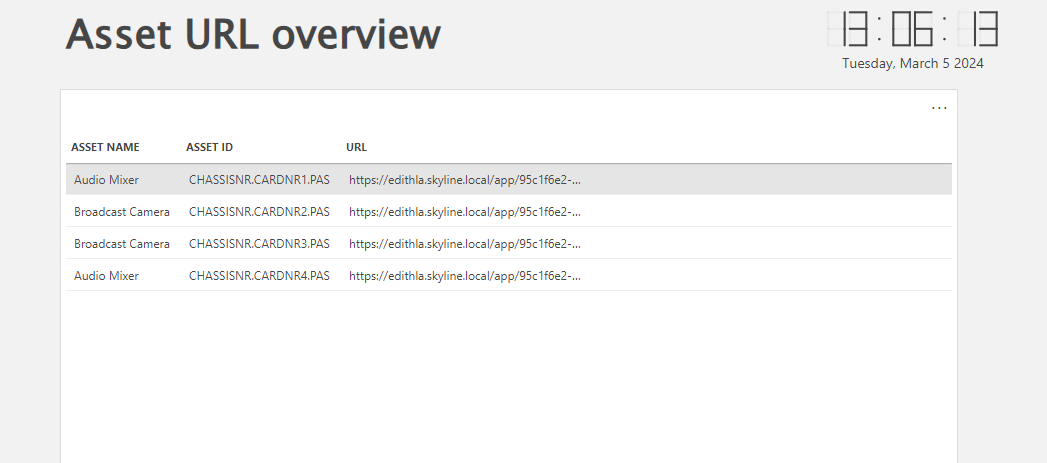 Asset URL overview
13:06:13
Tuesday, March 5 2024
...
ASSET NAME ASSET ID URL
Audio Mixer CHASSISNR.CARDNR1.PAS https://edithla.skyline.local/app/95c1f6e2-...
Broadcast Camera CHASSISNR.CARDNR2.PAS https://edithla.skyline.local/app/95c1f6e2-...
Broadcast Camera CHASSISNR.CARDNR3.PAS https://edithla.skyline.local/app/95c1f6e2-...
Audio Mixer CHASSISNR.CARDNR4.PAS https://edithla.skyline.local/app/95c1f6e2-...